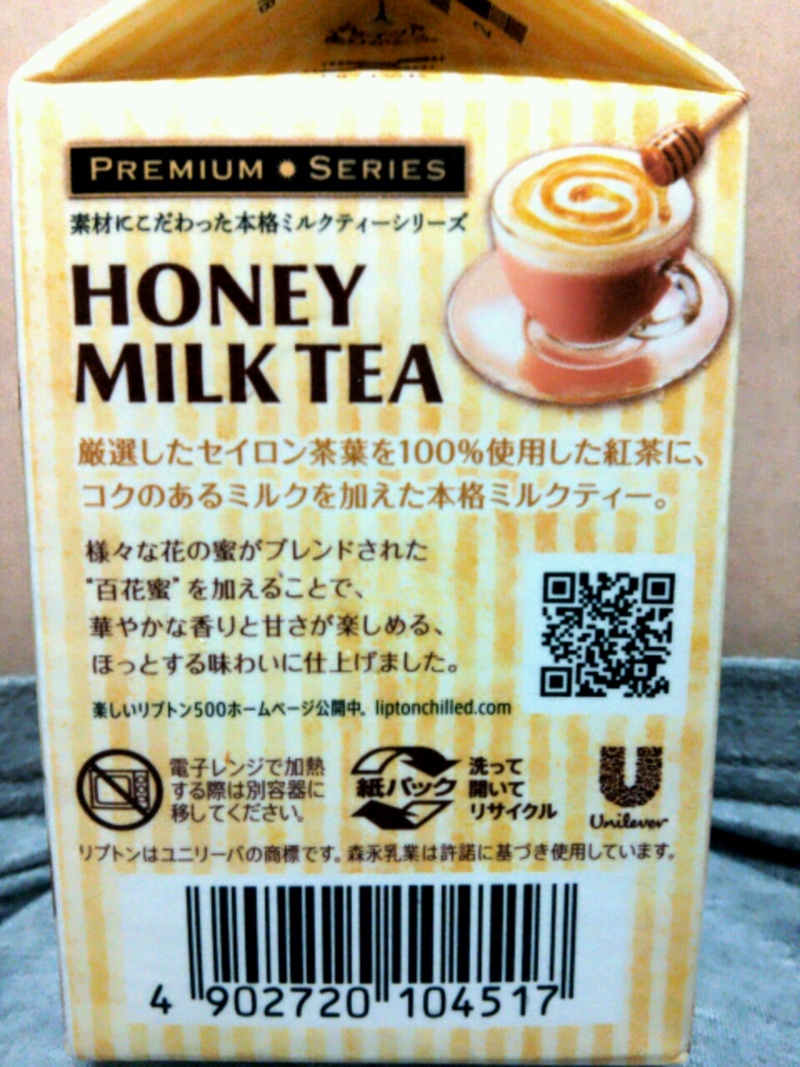 PREMIUM SERIES
素材にこだわった本格ミルクティーシリーズ
HONEY
MILK TEA
厳選したセイロン茶葉を100%使用した紅茶に、
コクのあるミルクを加えた本格ミルクティー。
様々な花の蜜がブレンドされた
“百花蜜”を加えることで、
華やかな香りと甘さが楽しめる、
ほっとする味わいに仕上げました。
楽しいリプトン500ホームページ公開中。liptonchilled.com
電子レンジで加熱
する際は別容器に
移してください。
紙パック
洗って
開いて
リサイクル
Unilever
リプトンはユニリーバの商標です。森永乳業は許諾に基づき使用しています。
4 902720 104517